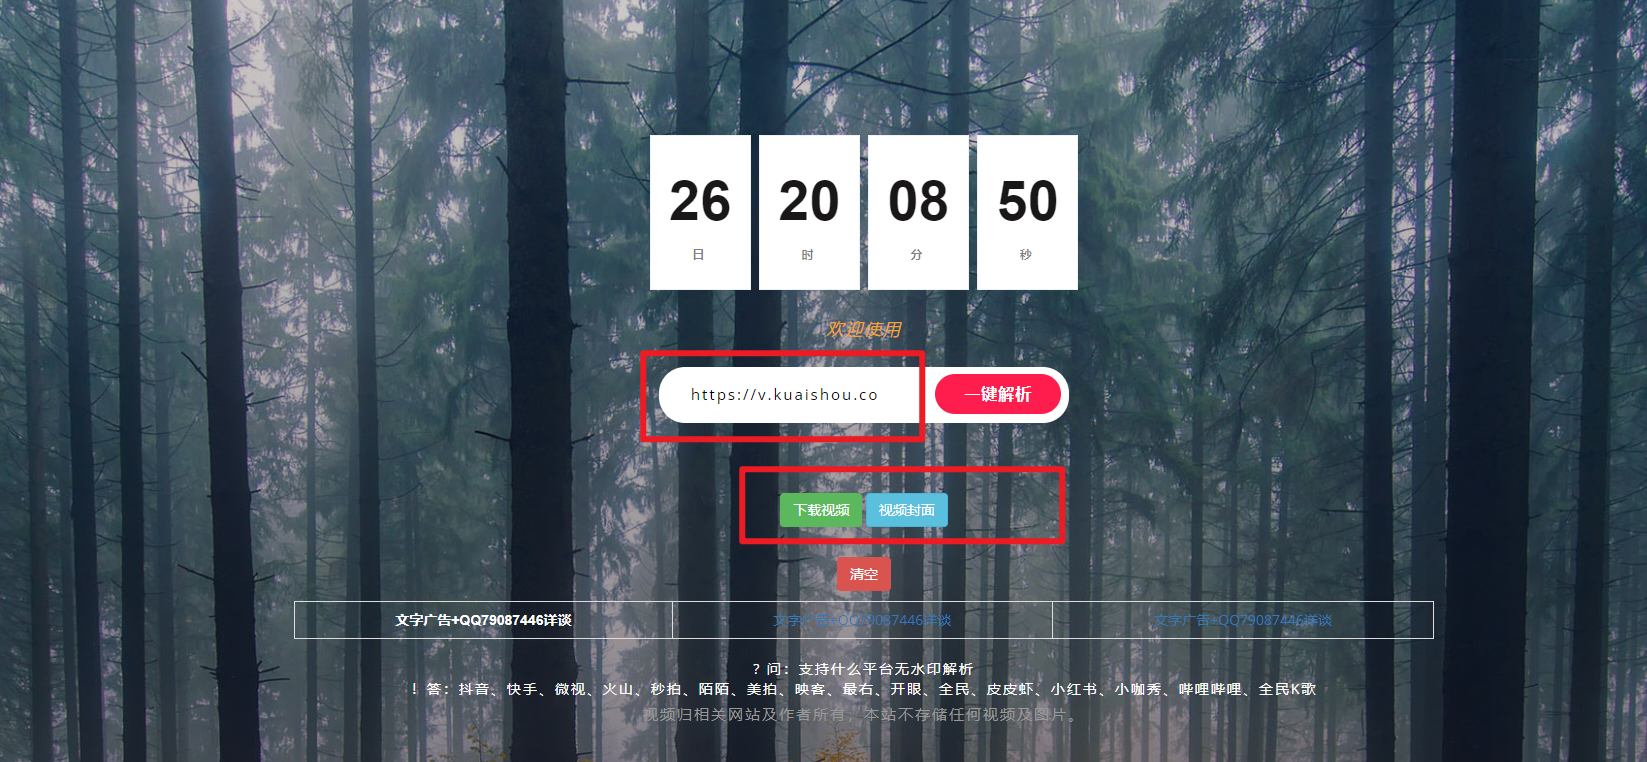 26 20 08 50
日 时 分 秒
欢迎使用
https://v.kuaishou.co 一键解析
下载视频 视频封面
清空
文字广告+QQ79087446详谈 文字广告+QQ79087446详谈 文字广告+QQ79087446详谈
? 问：支持什么平台无水印解析
! 答：抖音、快手、微视、火山、秒拍、陌陌、美拍、映客、最右、开眼、全民、皮皮虾、小红书、小咖秀、哔哩哔哩、全民K歌
视频归相关网站及作者所有，本站不存储任何视频及图片。